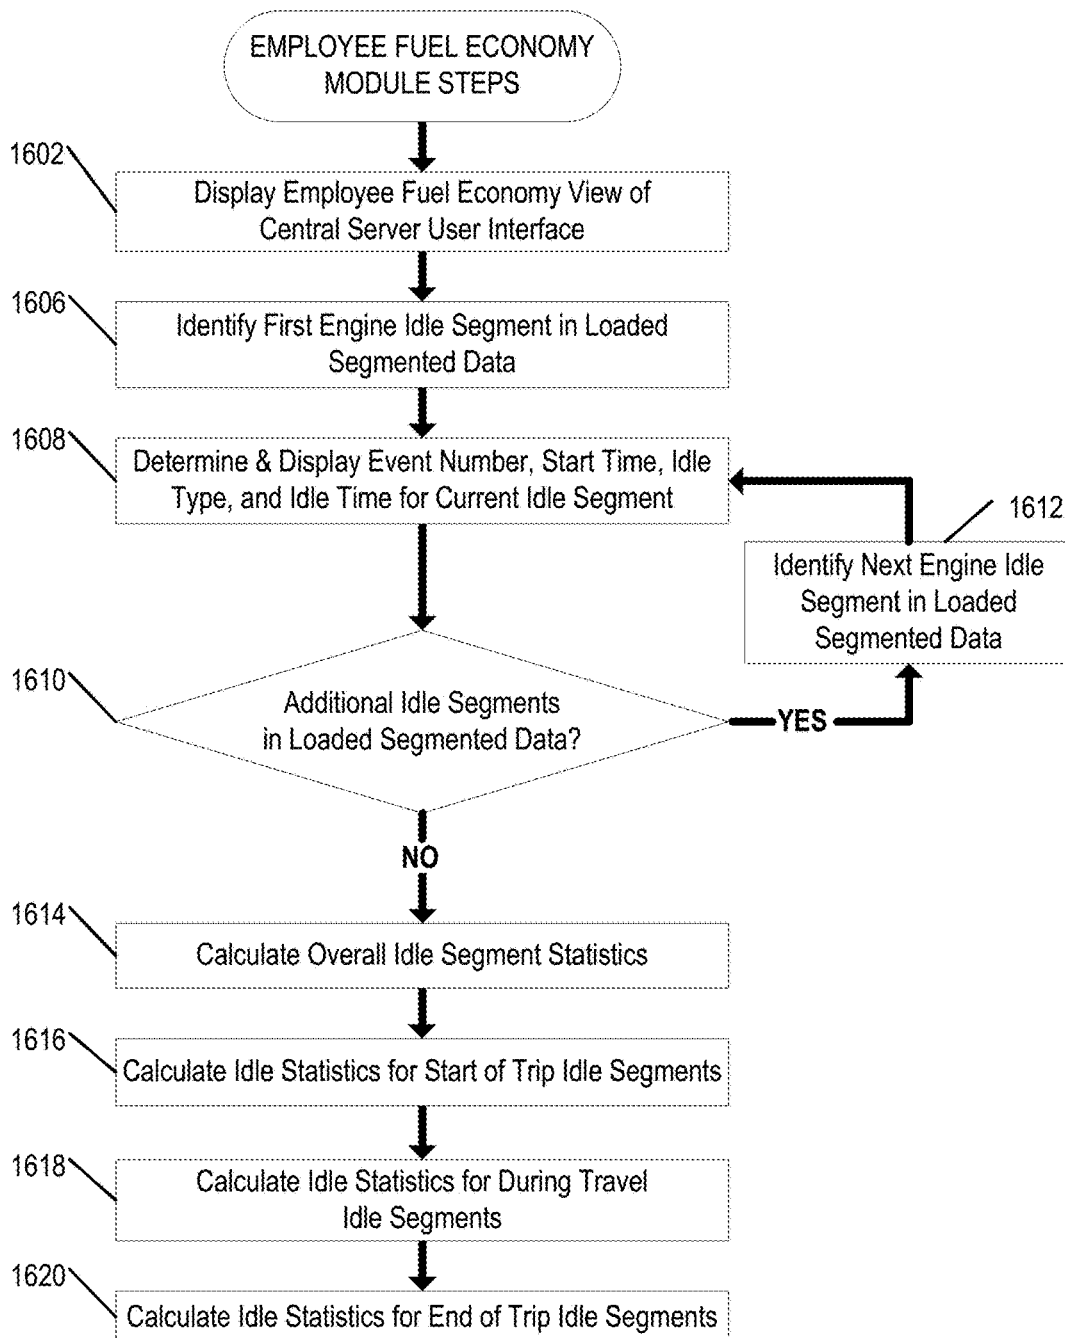 EMPLOYEE FUEL ECONOMY
MODULE STEPS
1602
Display Employee Fuel Economy View of
Central Server User Interface
1606
Identify First Engine Idle Segment in Loaded
Segmented Data
1608
Determine & Display Event Number, Start Time, Idle
Type, and Idle Time for Current Idle Segment
1612
Identify Next Engine Idle
Segment in Loaded
Segmented Data
1610
Additional Idle Segments
in Loaded Segmented Data?
YES
NO
1614
Calculate Overall Idle Segment Statistics
1616
Calculate Idle Statistics for Start of Trip Idle Segments
1618
Calculate Idle Statistics for During Travel
Idle Segments
1620
Calculate Idle Statistics for End of Trip Idle Segments